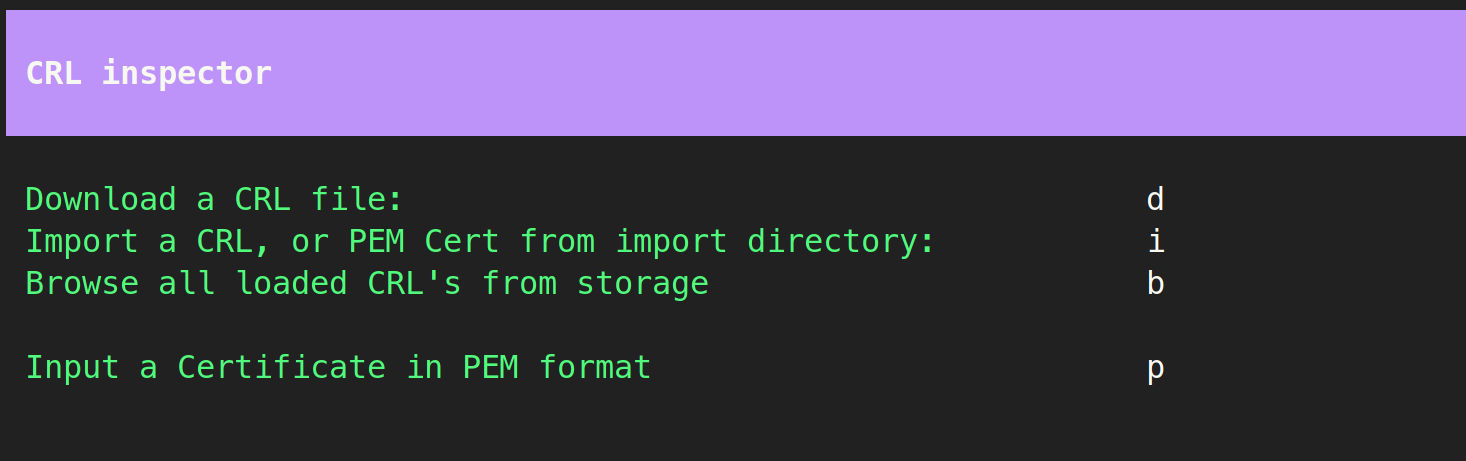 CRL inspector
Download a CRL file: d
Import a CRL, or PEM Cert from import directory: i
Browse all loaded CRL's from storage b
Input a Certificate in PEM format p